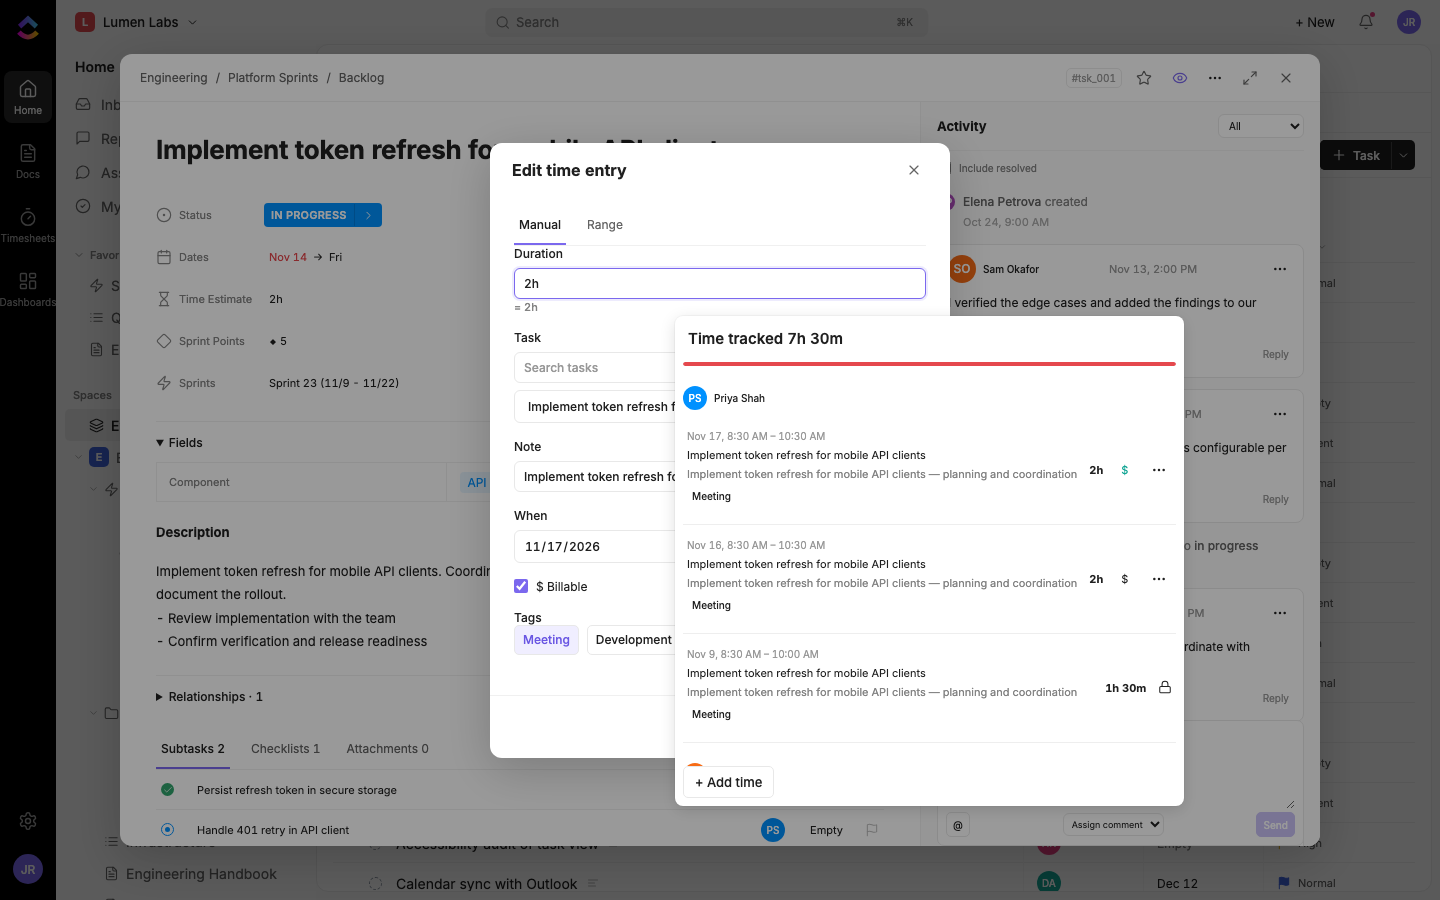 L Lumen Labs
Search
⌘K
+ New
JR
Home
Docs
Timesheets
Dashboards
JR
Home
Favor
Spaces
Infrastructure
Engineering Handbook
Accessibility audit of task view
Calendar sync with Outlook
DA
Dec 12
Normal
+ Task
Engineering / Platform Sprints / Backlog
#tsk_001
Status
IN PROGRESS
Dates
Nov 14 → Fri
Time Estimate
2h
Sprint Points
5
Sprints
Sprint 23 (11/9 - 11/22)
▼ Fields
Component
API
Description
Implement token refresh for mobile API clients.
document the rollout.
- Review implementation with the team
- Confirm verification and release readiness
▶ Relationships · 1
Subtasks 2
Checklists 1
Attachments 0
Persist refresh token in secure storage
Handle 401 retry in API client
PS
Empty
Activity
All
Include resolved
Elena Petrova created
Oct 24, 9:00 AM
SO
Sam Okafor
Nov 13, 2:00 PM
verified the edge cases and added the findings to our
Reply
PM
configurable per
Reply
in progress
PM
Reply
@
Assign comment
Send
Edit time entry
Manual
Range
Duration
2h
= 2h
Task
Search tasks
Implement token refresh
Note
Implement token refresh
When
11/17/2026
$ Billable
Tags
Meeting
Development
Time tracked 7h 30m
PS
Priya Shah
Nov 17, 8:30 AM – 10:30 AM
Implement token refresh for mobile API clients
Implement token refresh for mobile API clients — planning and coordination
2h
$
Meeting
Nov 16, 8:30 AM – 10:30 AM
Implement token refresh for mobile API clients
Implement token refresh for mobile API clients — planning and coordination
2h
$
Meeting
Nov 9, 8:30 AM – 10:00 AM
Implement token refresh for mobile API clients
Implement token refresh for mobile API clients — planning and coordination
1h 30m
Meeting
+ Add time